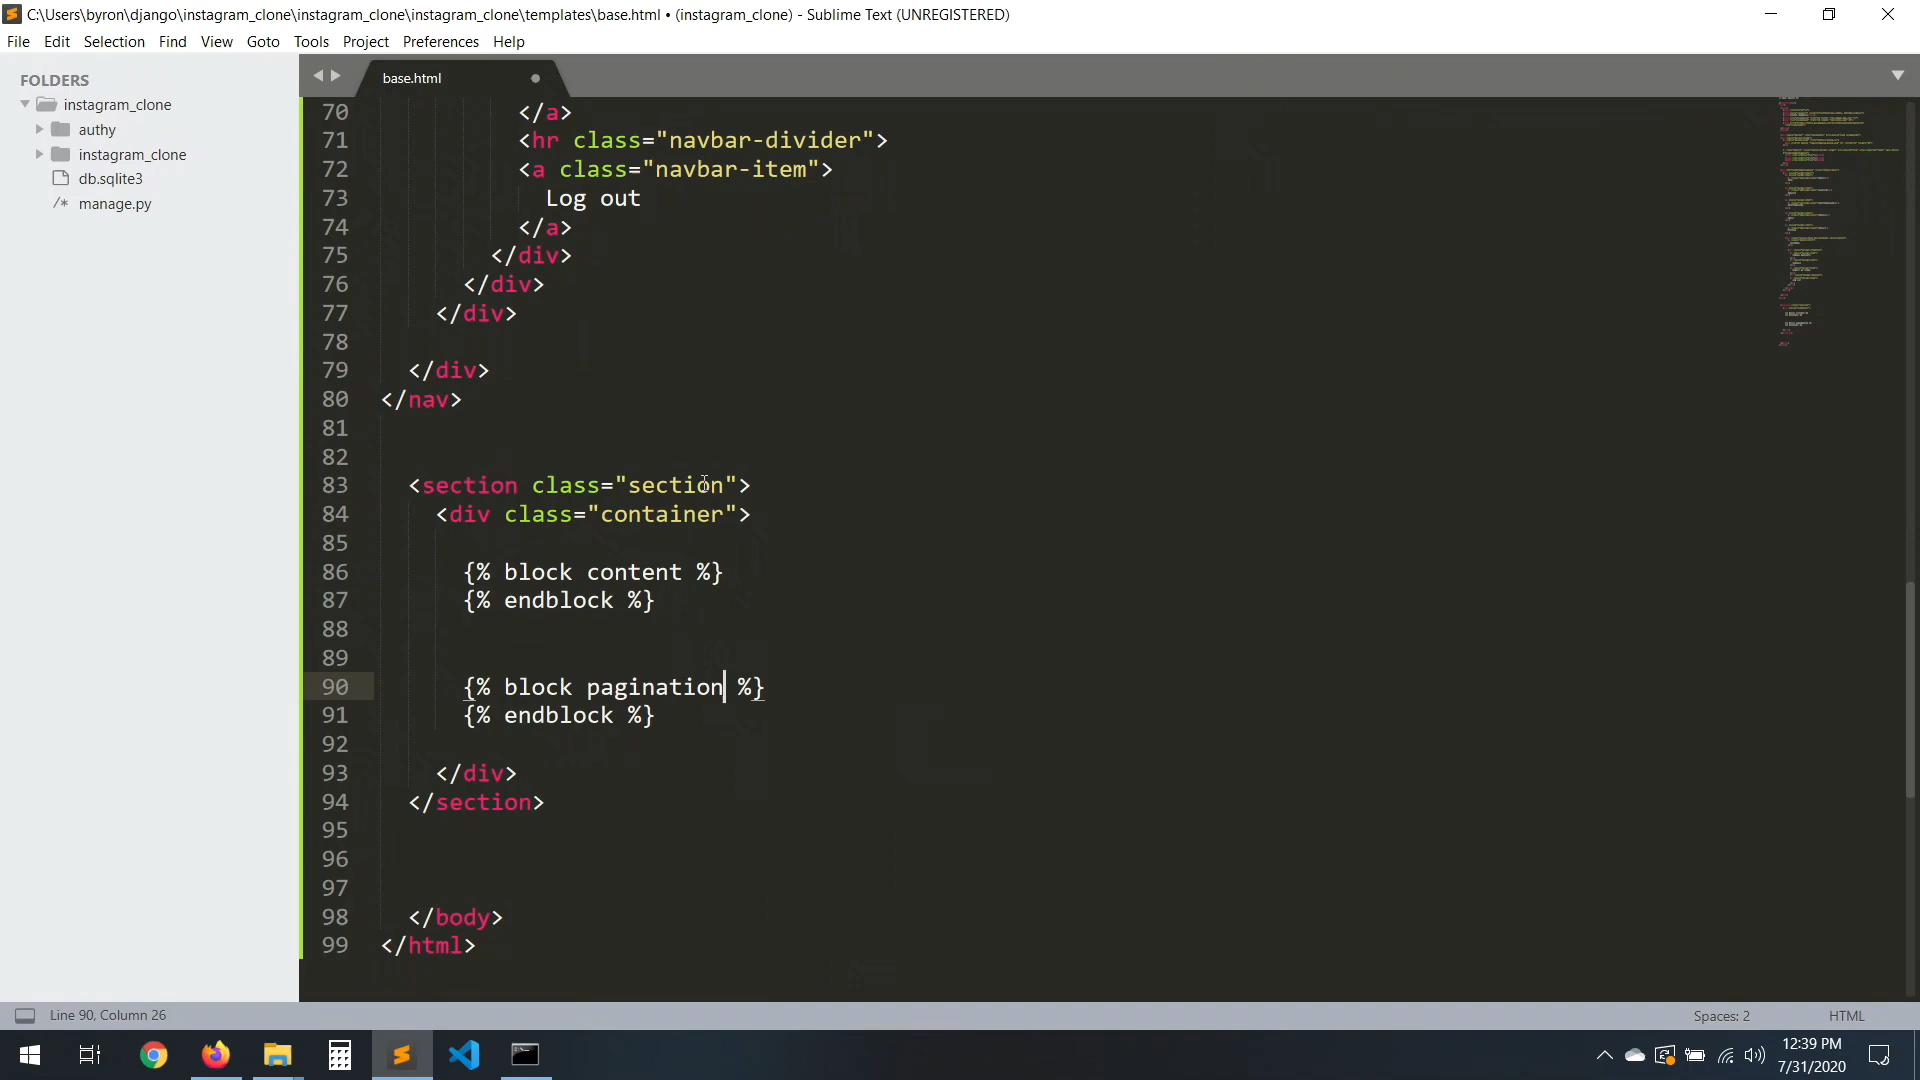 C:\Users\byron\django\instagram_clone\instagram_clone\instagram_clone\templates\base.html • (instagram_clone) - Sublime Text (UNREGISTERED)
File Edit Selection Find View Goto Tools Project Preferences Help
FOLDERS
instagram_clone
authy
instagram_clone
db.sqlite3
/* manage.py
base.html
70 </a>
71 <hr class="navbar-divider">
72 <a class="navbar-item">
73 Log out
74 </a>
75 </div>
76 </div>
77 </div>
78
79 </div>
80 </nav>
81
82
83 <section class="section">
84 <div class="container">
85
86 {% block content %}
87 {% endblock %}
88
89
90 {% block pagination %}
91 {% endblock %}
92
93 </div>
94 </section>
95
96
97
98 </body>
99 </html>
Line 90, Column 26
Spaces: 2
HTML
12:39 PM
7/31/2020